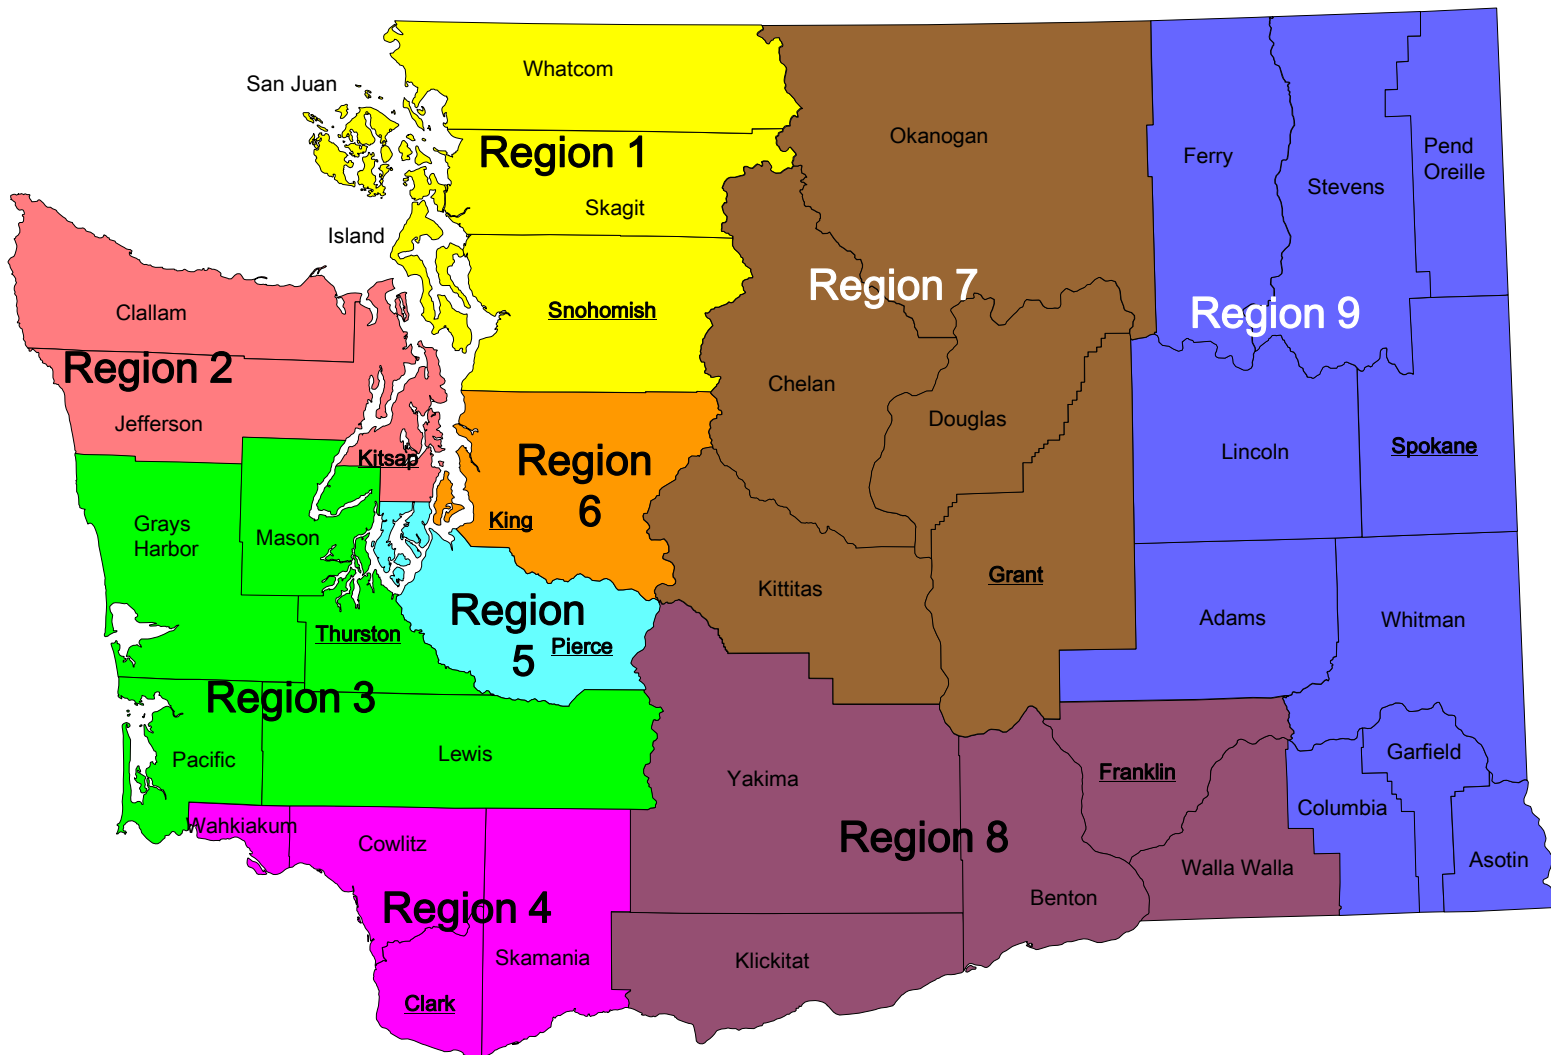 Whatcom
San Juan
Okanogan
Region 1
Pend
Oreille
Ferry
Stevens
Skagit
Island
Region 7
Snohomish
Clallam
Region 9
Region 2
Chelan
Jefferson
Douglas
Kitsap
Lincoln
Spokane
Region
6
King
Grays
Harbor
Mason
Grant
Kittitas
Region
5
Pierce
Thurston
Adams
Whitman
Region 3
Pacific
Lewis
Yakima
Franklin
Garfield
Columbia
Wahkiakum
Cowlitz
Region 8
Walla Walla
Asotin
Region 4
Benton
Skamania
Klickitat
Clark